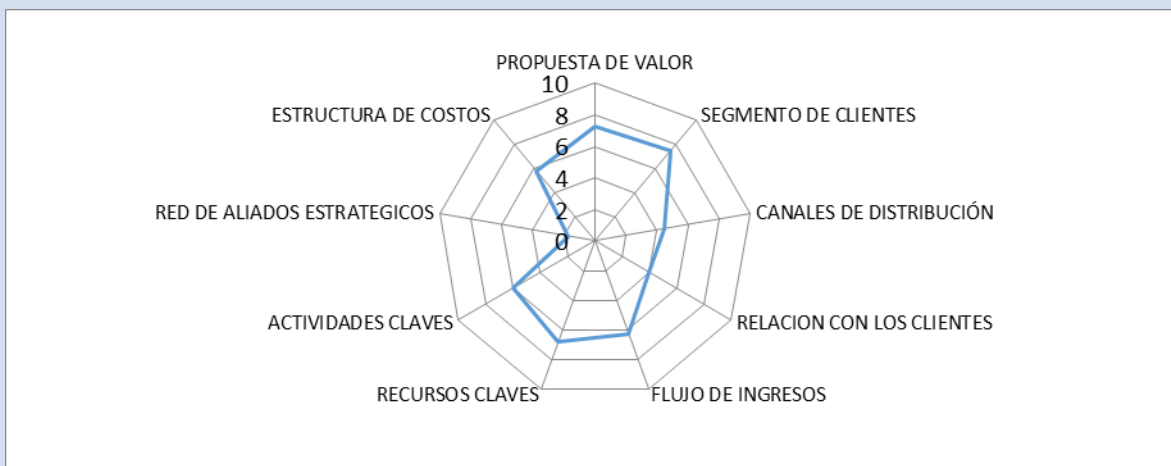 PROPUESTA DE VALOR
10
ESTRUCTURA DE COSTOS
8
SEGMENTO DE CLIENTES
6
4
RED DE ALIADOS ESTRATEGICOS
2
CANALES DE DISTRIBUCIÓN
0
ACTIVIDADES CLAVES
RELACION CON LOS CLIENTES
RECURSOS CLAVES
FLUJO DE INGRESOS